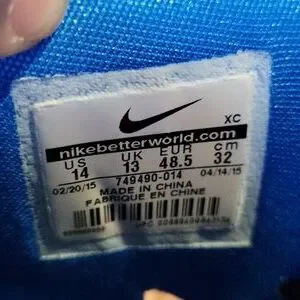 XC
nikebetterworld.com
US UK EUR cm
14 13 48.5 32
02/20/15 749490-014 04/14/15
MADE IN CHINA
FABRIQUE EN CHINE